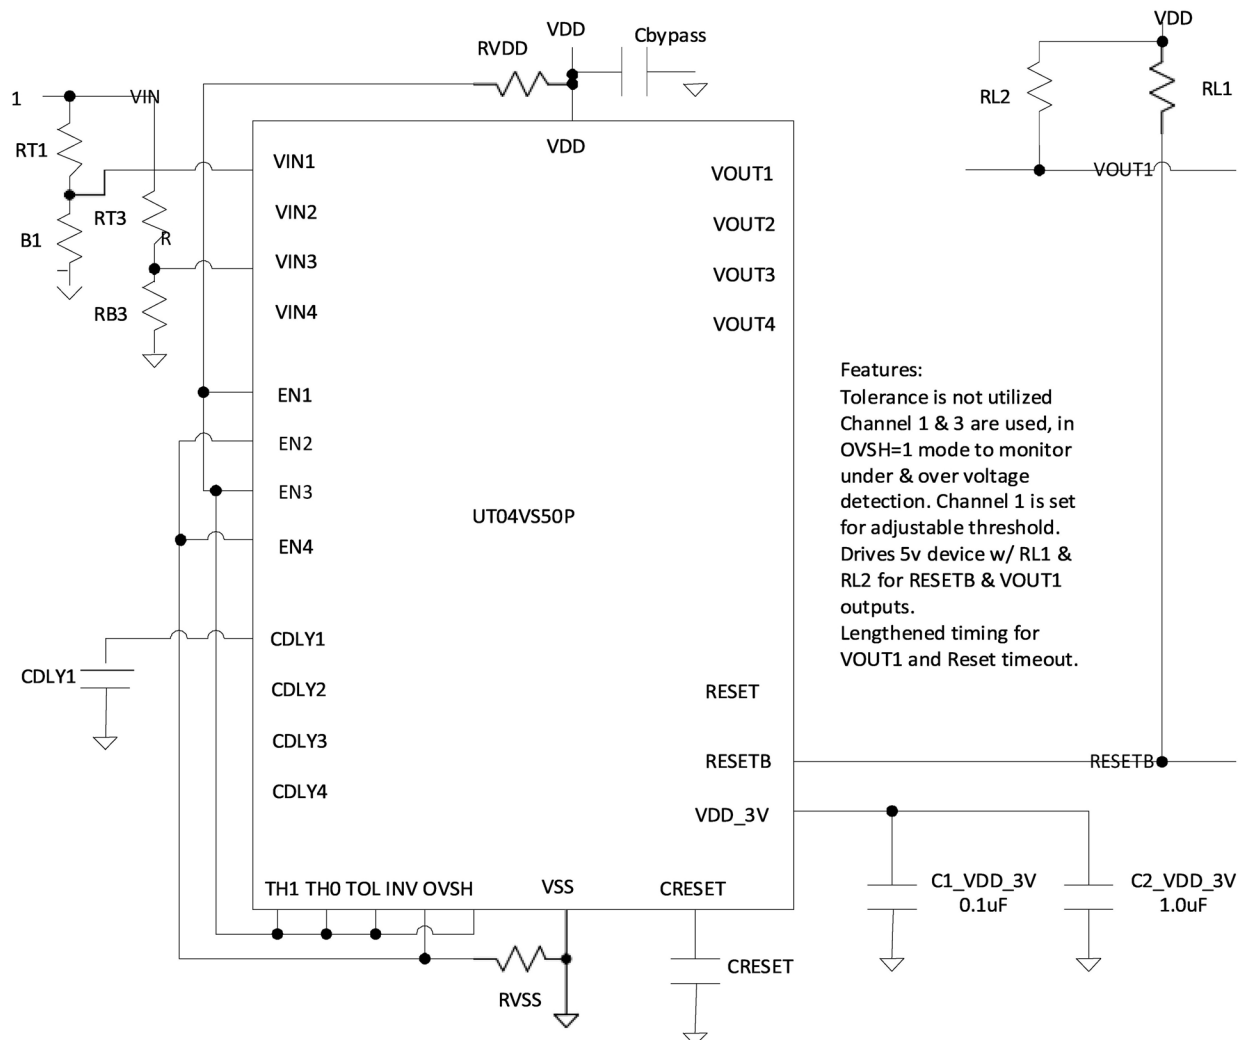 VDD
Cbypass
RVDD
VDD
RL2
RL1
1
VIN
RT1
VDD
VIN1
VOUT1
VOUT1
RT3
VIN2
B1
R
VOUT2
VIN3
VOUT3
RB3
VIN4
VOUT4
Features:
Tolerance is not utilized
Channel 1 & 3 are used, in
OVSH=1 mode to monitor
under & over voltage
detection. Channel 1 is set
for adjustable threshold.
Drives 5v device w/ RL1 &
RL2 for RESETB & VOUT1
outputs.
Lengthened timing for
VOUT1 and Reset timeout.
EN1
EN2
EN3
UT04VS50P
EN4
CDLY1
CDLY1
CDLY2
RESET
CDLY3
RESETB
RESETB
CDLY4
VDD_3V
TH1 TH0 TOL INV OVSH
VSS
CRESET
C1_VDD_3V
0.1uF
C2_VDD_3V
1.0uF
CRESET
RVSS